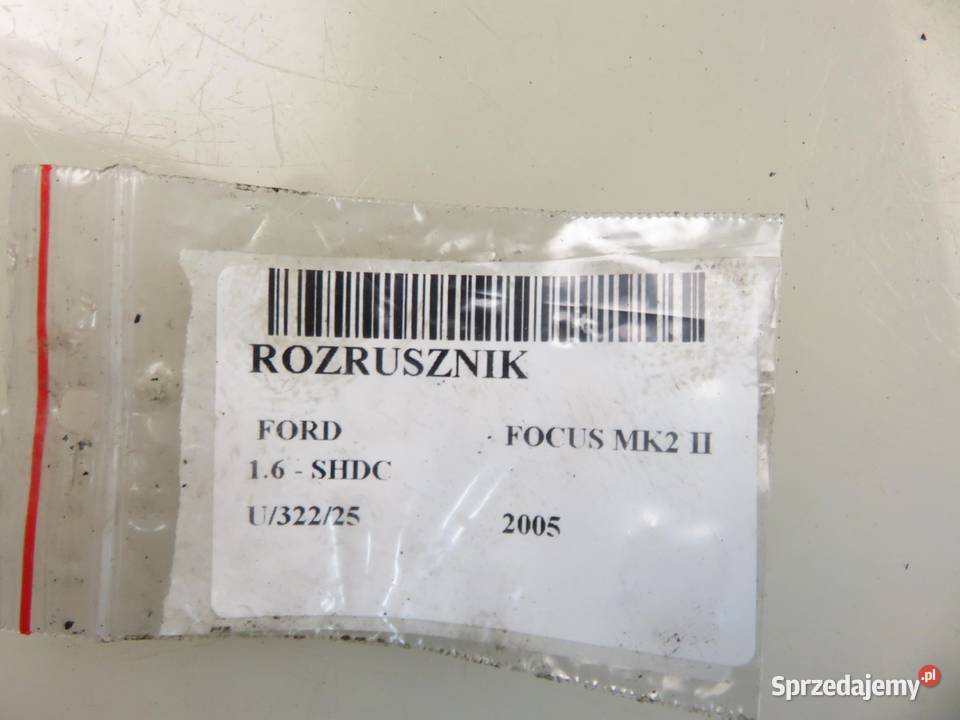 ROZRUSZNIK
FORD FOCUS MK2 II
1.6 - SHDC
U/322/25 2005
Sprzedajemy.pl